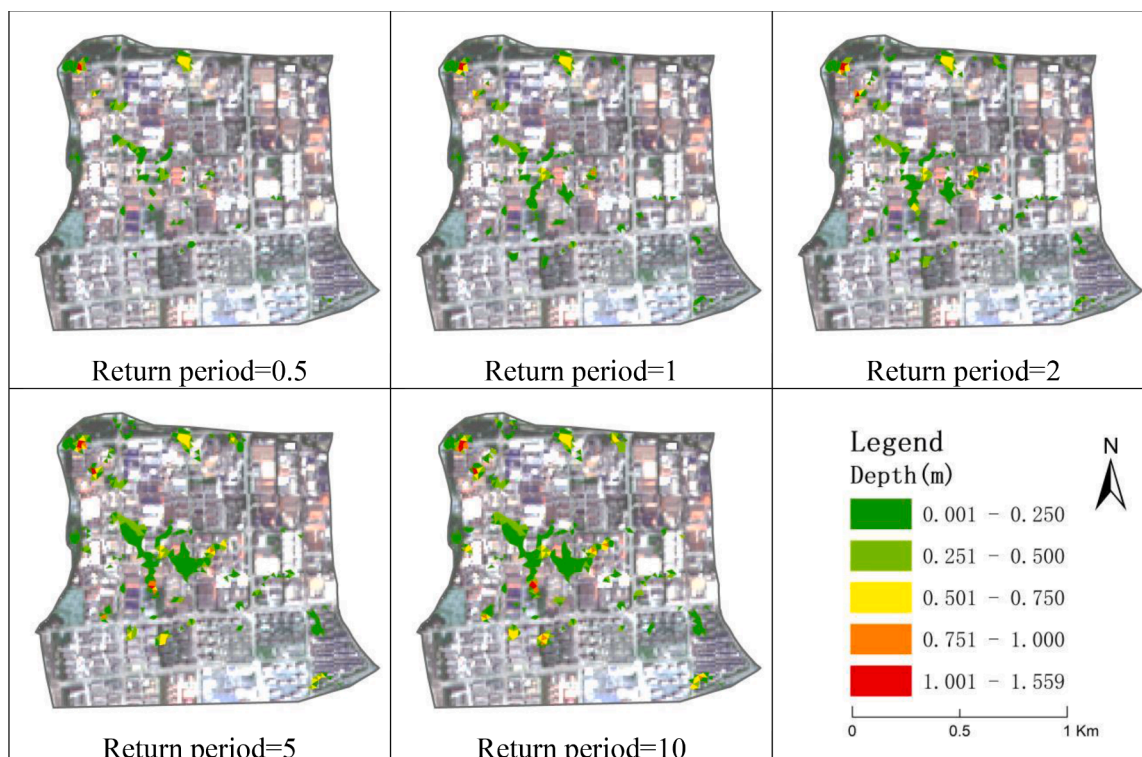 Return period=0.5
Return period=1
Return period=2
Return period=5
Return period=10
Legend
Depth(m)
N
0.001 - 0.250
0.251 - 0.500
0.501 - 0.750
0.751 - 1.000
1.001 - 1.559
0 0.5 1 Km